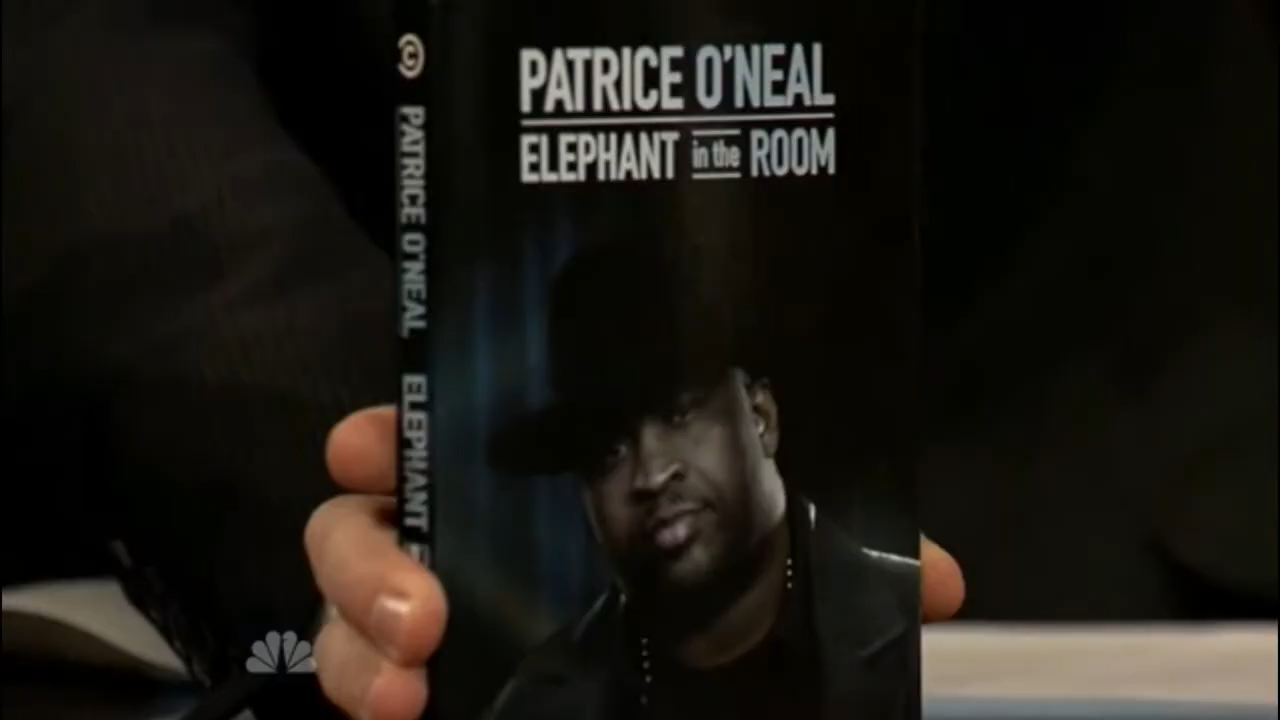 PATRICE O'NEAL
ELEPHANT in the ROOM
PATRICE O'NEAL ELEPHANT